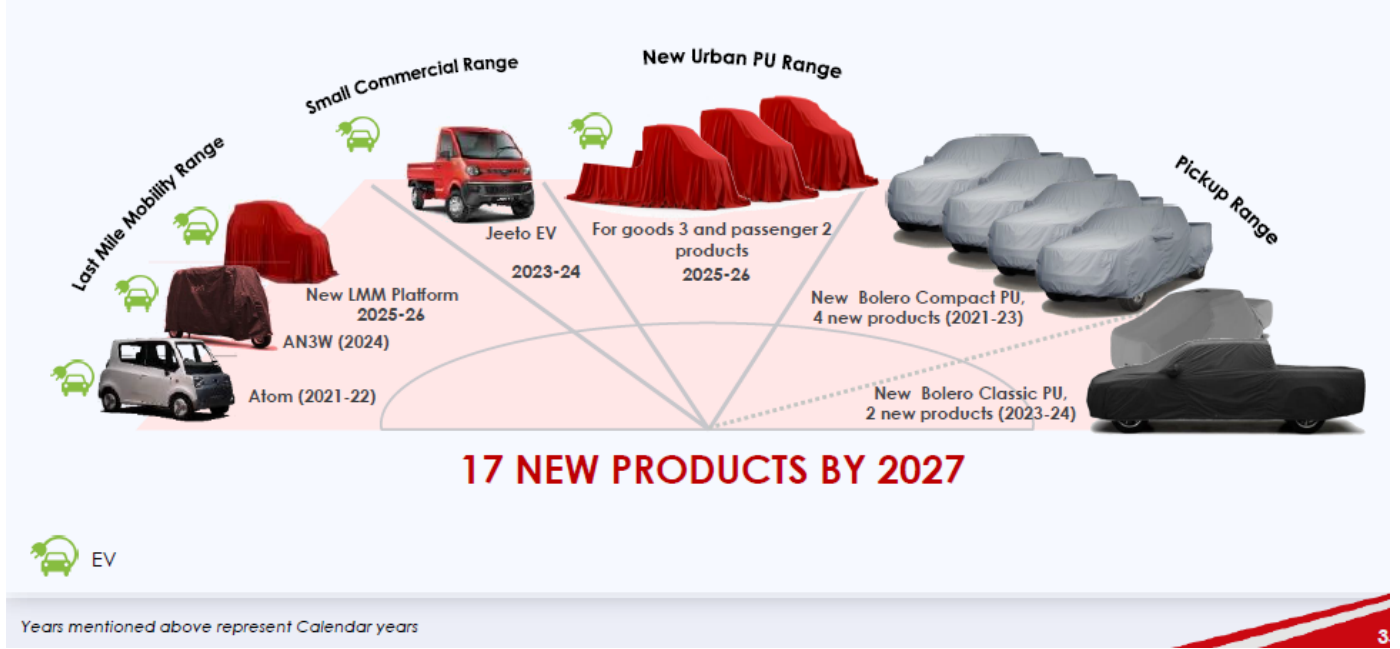 Small Commercial Range
New Urban PU Range
Last Mile Mobility Range
Pickup Range
Jeeto EV
2023-24
For goods 3 and passenger 2
products
2025-26
New LMM Platform
2025-26
AN3W (2024)
Atom (2021-22)
New Bolero Compact PU,
4 new products (2021-23)
New Bolero Classic PU,
2 new products (2023-24)
17 NEW PRODUCTS BY 2027
EV
Years mentioned above represent Calendar years